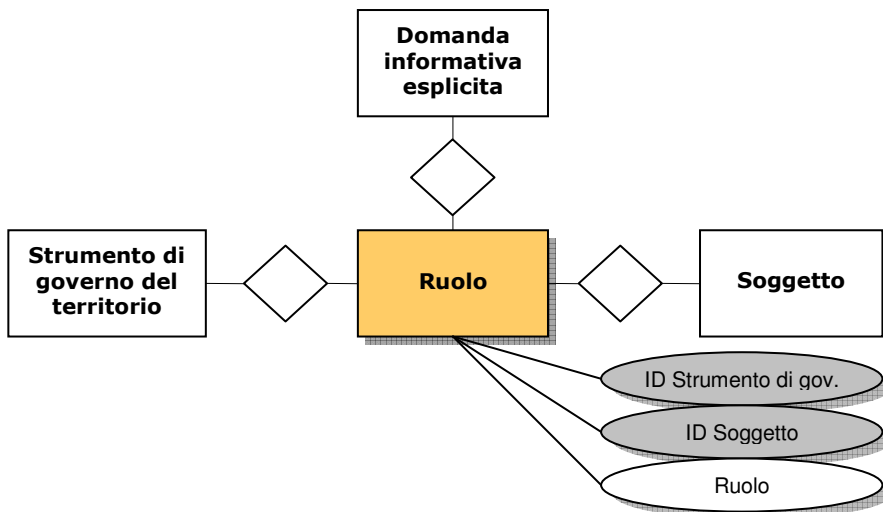 Domanda
informativa
esplicita
Strumento di
governo del
territorio
Ruolo
Soggetto
ID Strumento di gov.
ID Soggetto
Ruolo